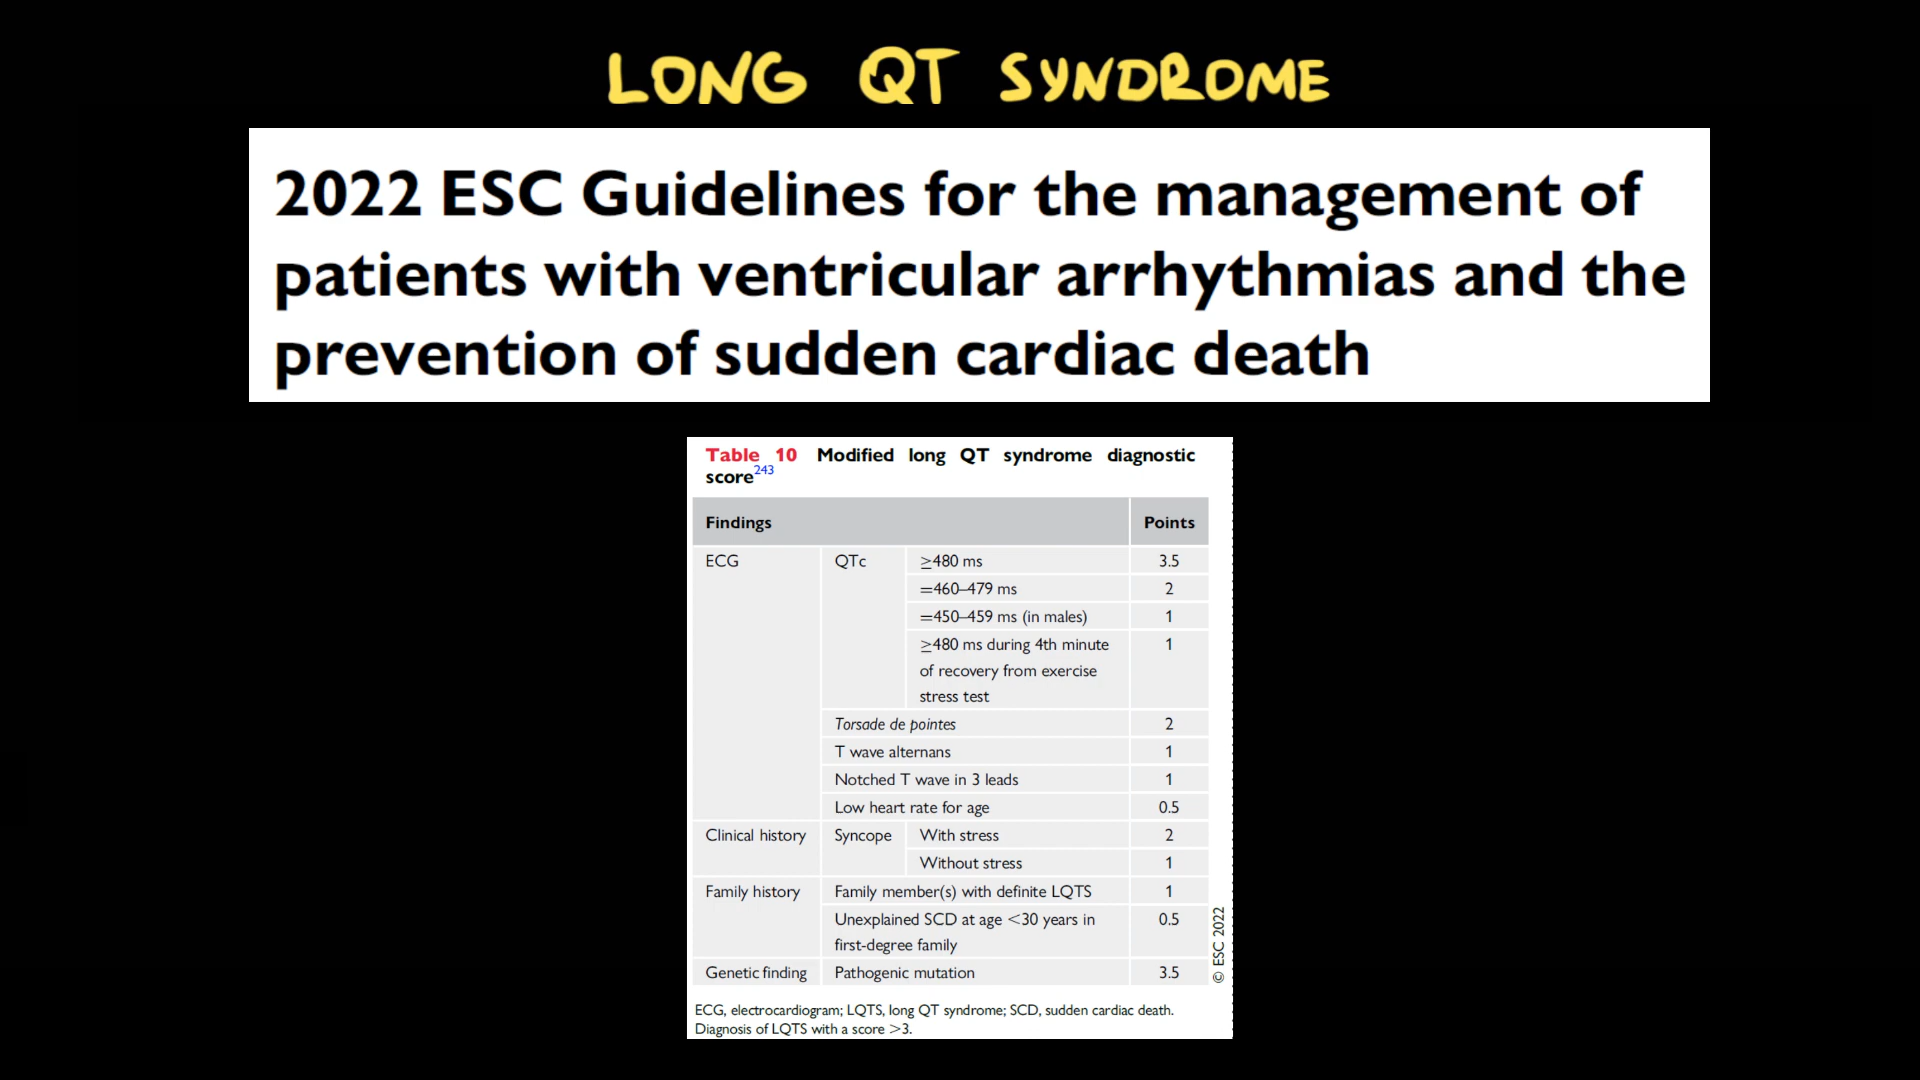 LONG QT SYNDROME
2022 ESC Guidelines for the management of
patients with ventricular arrhythmias and the
prevention of sudden cardiac death
Table 10 Modified long QT syndrome diagnostic
score243
Findings Points
ECG QTc ≥480 ms 3.5
=460–479 ms 2
=450–459 ms (in males) 1
≥480 ms during 4th minute 1
of recovery from exercise
stress test
Torsade de pointes 2
T wave alternans 1
Notched T wave in 3 leads 1
Low heart rate for age 0.5
Clinical history Syncope With stress 2
Without stress 1
Family history Family member(s) with definite LQTS 1
Unexplained SCD at age <30 years in 0.5
first-degree family
Genetic finding Pathogenic mutation 3.5
© ESC 2022
ECG, electrocardiogram; LQTS, long QT syndrome; SCD, sudden cardiac death.
Diagnosis of LQTS with a score >3.